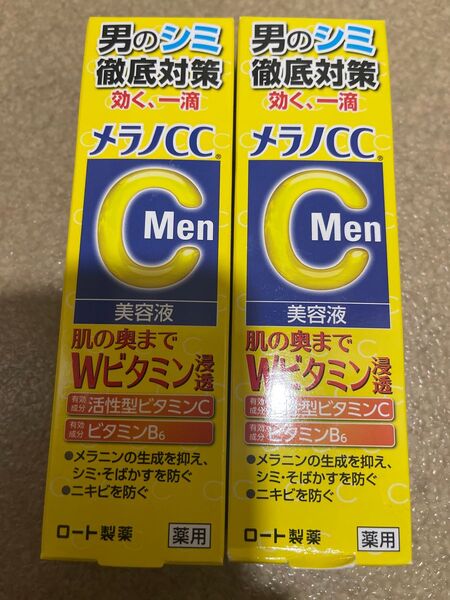 男のシミ
徹底対策
効く、一滴
メラノCC®
C Men
美容液
肌の奥まで
Wビタミン浸透
有効成分 活性型ビタミンC
有効成分 ビタミンB6
●メラニンの生成を抑え、
シミ・そばかすを防ぐ
●ニキビを防ぐ
ロート製薬 薬用
男のシミ
徹底対策
効く、一滴
メラノCC®
C Men
美容液
肌の奥まで
Wビタミン浸透
有効成分 型ビタミンC
有効成分 ビタミンB6
●メラニンの生成を抑え、
シミ・そばかすを防ぐ
●ニキビを防ぐ
ロート製薬 薬用